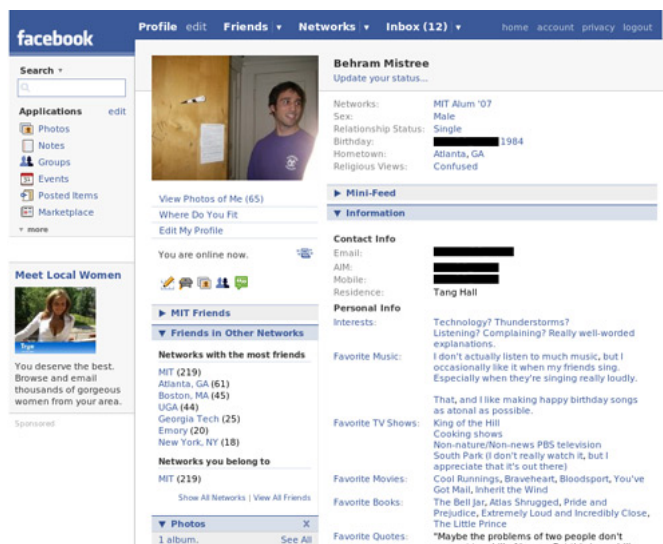 facebook
Profile edit Friends ▾ Networks ▾ Inbox (12) ▾ home account privacy logout
Search ▾
Applications edit
Photos
Notes
Groups
Events
Posted Items
Marketplace
▾ more
Meet Local Women
You deserve the best.
Browse and email
thousands of gorgeous
women from your area.
Sponsored
View Photos of Me (65)
Where Do You Fit
Edit My Profile
You are online now.
MIT Friends
Friends in Other Networks
Networks with the most friends
MIT (219)
Atlanta, GA (61)
Boston, MA (45)
UGA (44)
Georgia Tech (25)
Emory (20)
New York, NY (18)
Networks you belong to
MIT (219)
Show All Networks | View All Friends
Photos X
1 album. See All
Behram Mistree
Update your status...
Networks: MIT Alum '07
Sex: Male
Relationship Status: Single
Birthday: 1984
Hometown: Atlanta, GA
Religious Views: Confused
Mini-Feed
Information
Contact Info
Email:
AIM:
Mobile:
Residence: Tang Hall
Personal Info
Interests: Technology? Thunderstorms?
Listening? Complaining? Really well-worded
explanations.
Favorite Music: I don't actually listen to much music, but I
occasionally like it when my friends sing.
Especially when they're singing really loudly.
That, and I like making happy birthday songs
as atonal as possible.
Favorite TV Shows: King of the Hill
Cooking shows
Non-nature/Non-news PBS television
South Park (I don't really watch it, but I
appreciate that it's out there)
Favorite Movies: Cool Runnings, Braveheart, Bloodsport, You've
Got Mail, Inherit the Wind
Favorite Books: The Bell Jar, Atlas Shrugged, Pride and
Prejudice, Extremely Loud and Incredibly Close,
The Little Prince
Favorite Quotes: "Maybe the problems of two people don't